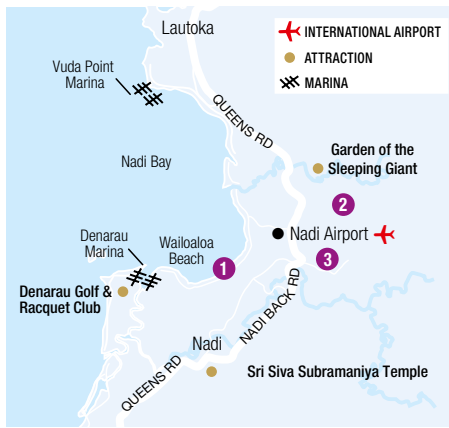 Lautoka
INTERNATIONAL AIRPORT
ATTRACTION
MARINA
Vuda Point
Marina
QUEENS RD
Nadi Bay
Garden of the
Sleeping Giant
2
Nadi Airport
Denarau
Marina
Wailoaloa
Beach
1
3
Denarau Golf &
Racquet Club
NADI BACK RD
Nadi
QUEENS RD
Sri Siva Subramaniya Temple